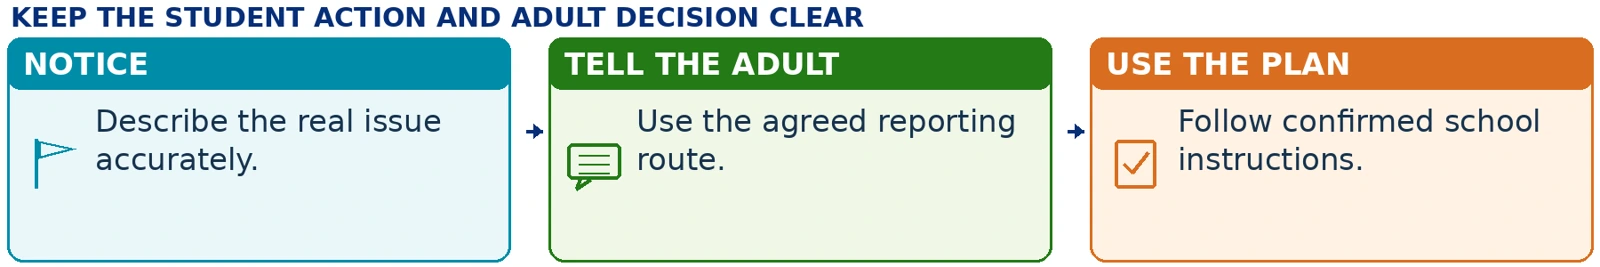 KEEP THE STUDENT ACTION AND ADULT DECISION CLEAR
NOTICE
Describe the real issue
accurately.
TELL THE ADULT
Use the agreed reporting
route.
USE THE PLAN
Follow confirmed school
instructions.